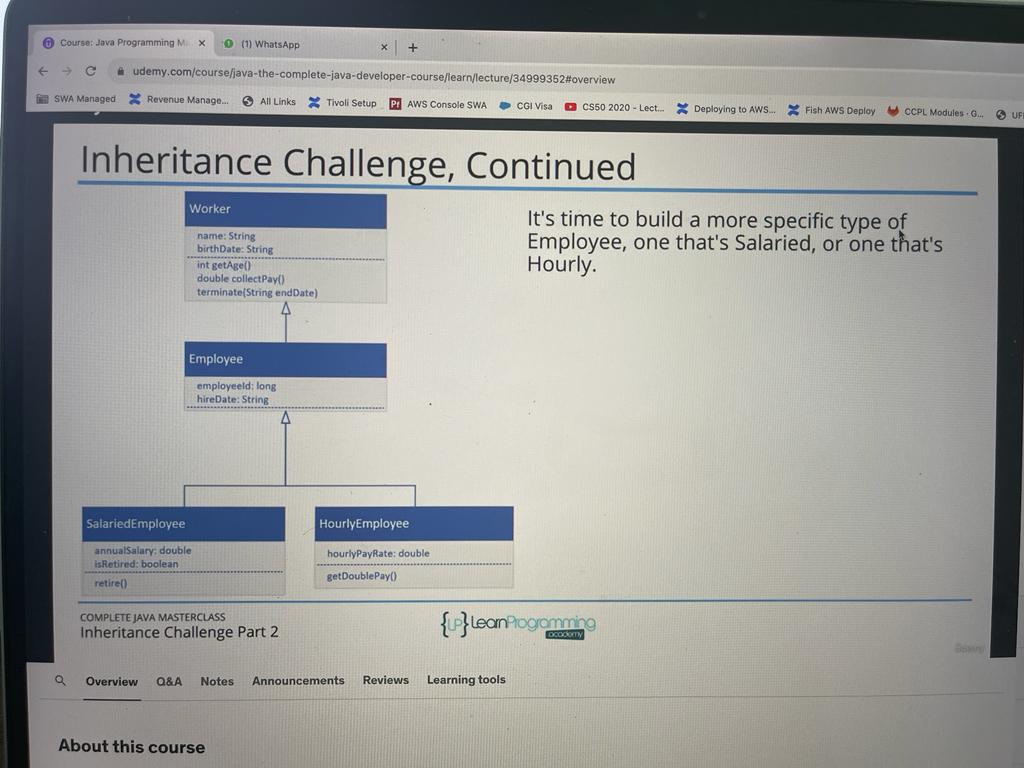 Course: Java Programming M
(1) WhatsApp
udemy.com/course/java-the-complete-java-developer-course/learn/lecture/34999352#overview
SWA Managed
Revenue Manage...
All Links
Tivoli Setup
Pf AWS Console SWA
CGI Visa
CS50 2020 - Lect...
Deploying to AWS...
Fish AWS Deploy
CCPL Modules · G...
Inheritance Challenge, Continued
Worker
name: String
birthDate: String
int getAge()
double collectPay()
terminate(String endDate)
Employee
employeeId: long
hireDate: String
SalariedEmployee
annualSalary: double
isRetired: boolean
retire()
HourlyEmployee
hourlyPayRate: double
getDoublePay()
It's time to build a more specific type of
Employee, one that's Salaried, or one that's
Hourly.
COMPLETE JAVA MASTERCLASS
Inheritance Challenge Part 2
{LP} LearnProgramming
academy
Udemy
Overview
Q&A
Notes
Announcements
Reviews
Learning tools
About this course